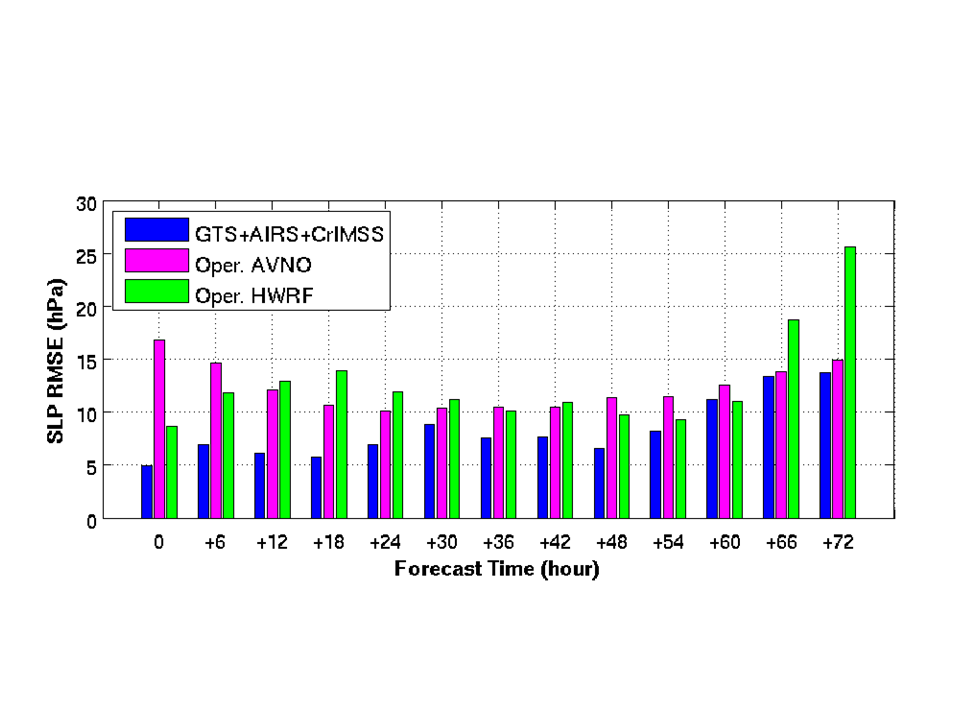 30
25
20
15
10
5
0
SLP RMSE (hPa)
GTS+AIRS+CrIMSS
Oper. AVNO
Oper. HWRF
0 +6 +12 +18 +24 +30 +36 +42 +48 +54 +60 +66 +72
Forecast Time (hour)